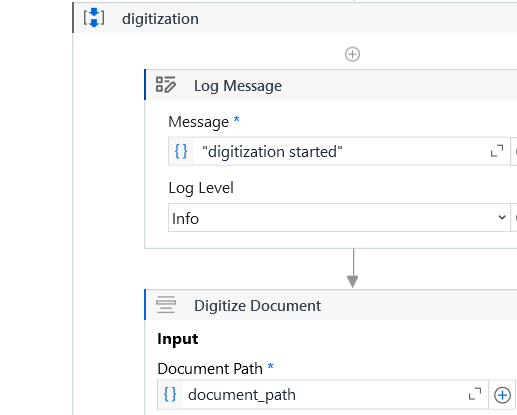 digitization
Log Message
Message *
"digitization started"
Log Level
Info
Digitize Document
Input
Document Path *
document_path